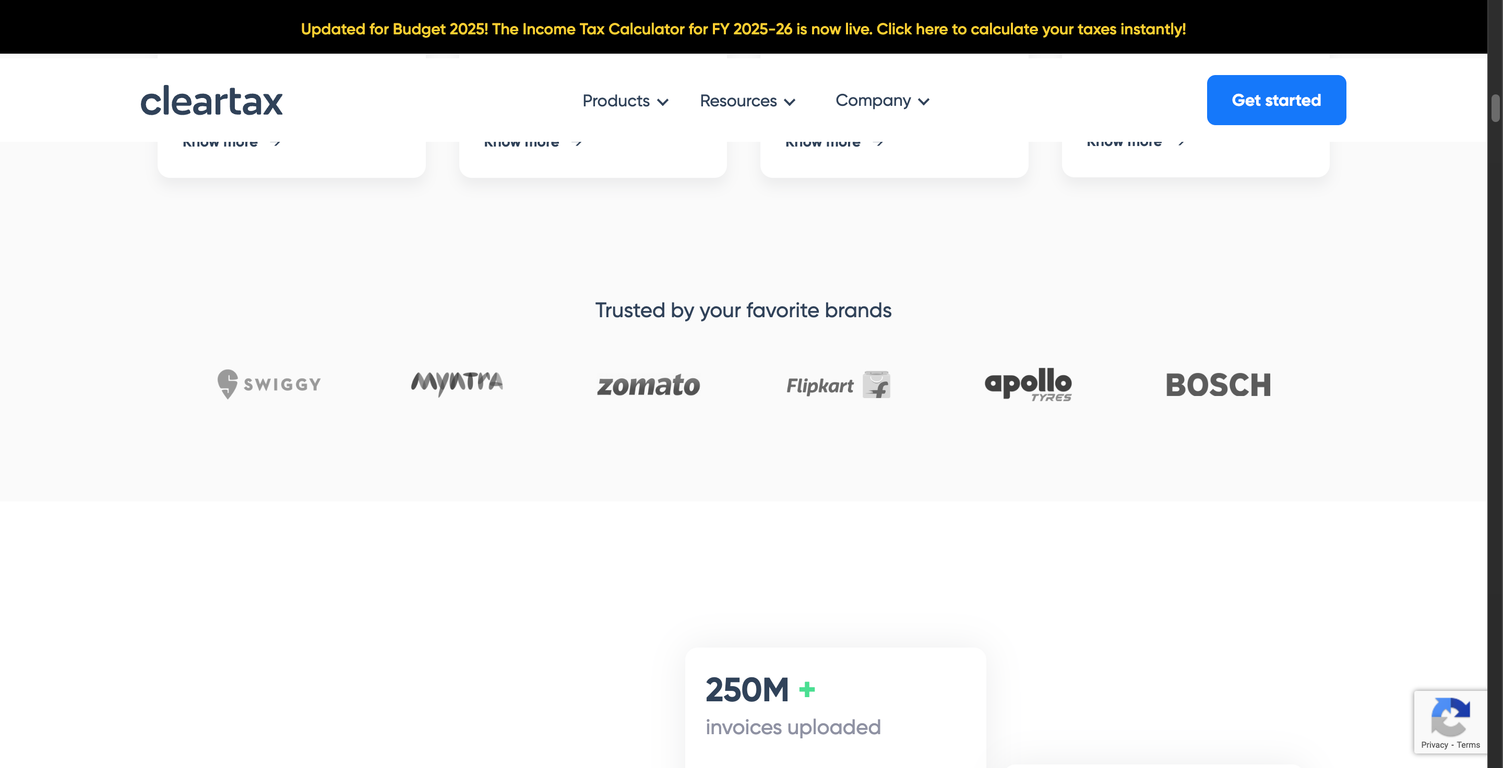 Updated for Budget 2025! The Income Tax Calculator for FY 2025-26 is now live. Click here to calculate your taxes instantly!
cleartax
Products
Resources
Company
Get started
Know more
Know more
Know more
Know more
Trusted by your favorite brands
SWIGGY
Myntra
zomato
Flipkart
apollo
TYRES
BOSCH
250M +
invoices uploaded
Privacy - Terms